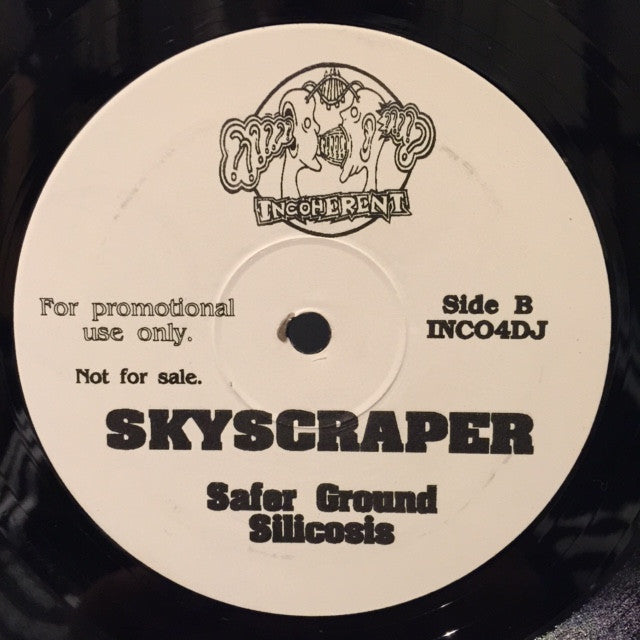 INCOHERENT
For promotional
use only.
Not for sale.
Side B
INCO4DJ
SKYSCRAPER
Safer Ground
Silicosis